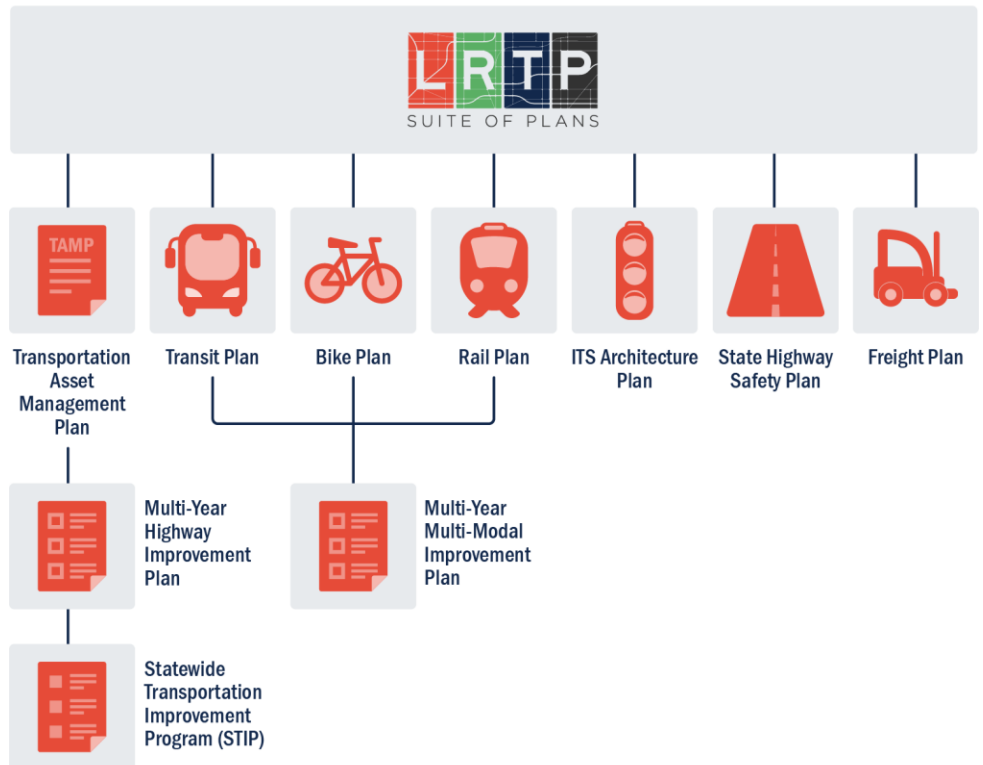 LRTP
SUITE OF PLANS
TAMP
Transportation
Asset
Management
Plan
Transit Plan
Bike Plan
Rail Plan
ITS Architecture
Plan
State Highway
Safety Plan
Freight Plan
Multi-Year
Highway
Improvement
Plan
Multi-Year
Multi-Modal
Improvement
Plan
Statewide
Transportation
Improvement
Program (STIP)